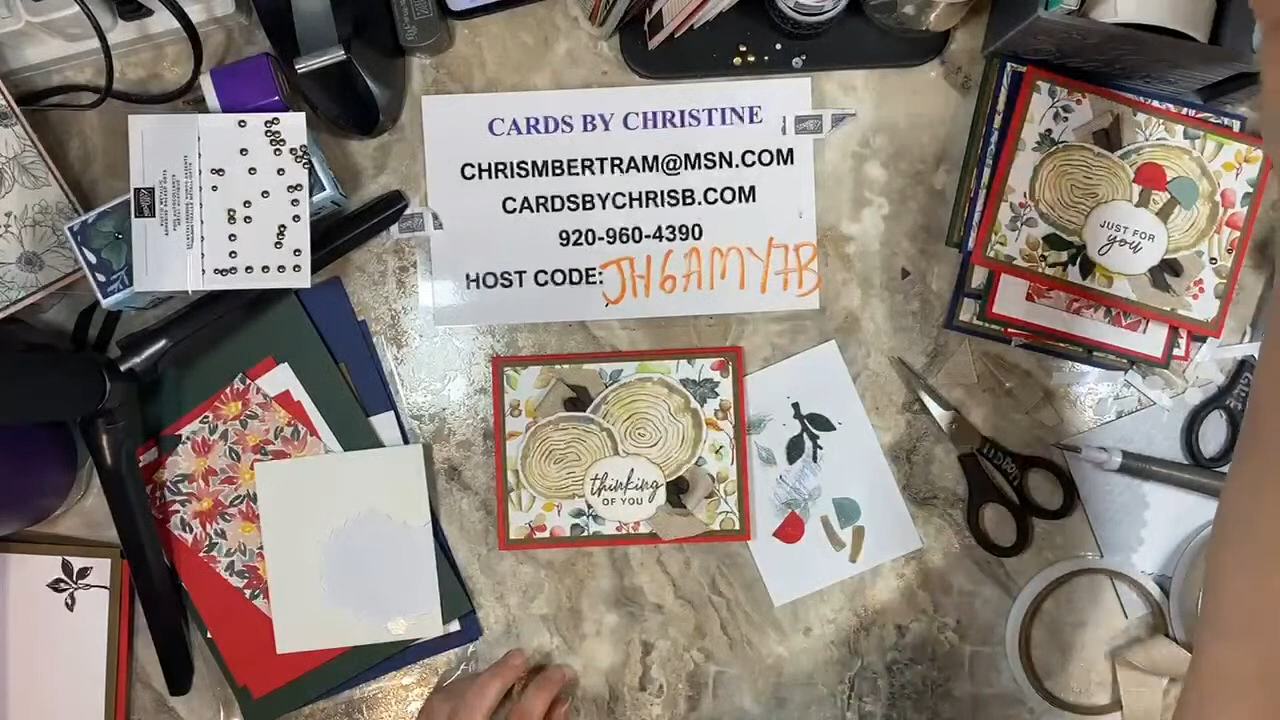 CARDS BY CHRISTINE
CHRISMBERTRAM@MSN.COM
CARDSBYCHRISB.COM
920-960-4390
HOST CODE: JH6AMY7B
JUST FOR
you
thinking
OF YOU